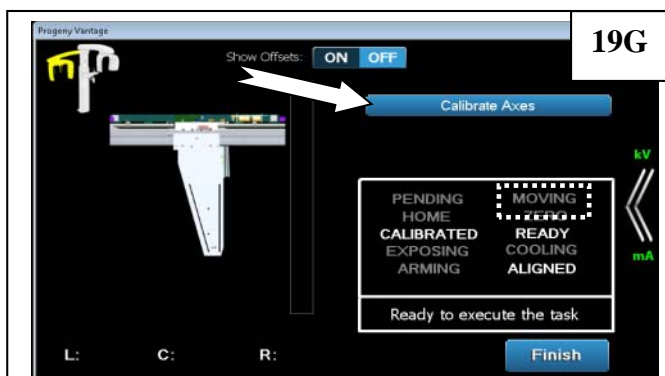 Progeny Vantage
19G
Show Offsets: ON OFF
Calibrate Axes
kV
PENDING MOVING
HOME ZERO
CALIBRATED READY
EXPOSING COOLING
ARMING ALIGNED
mA
Ready to execute the task
L: C: R: Finish